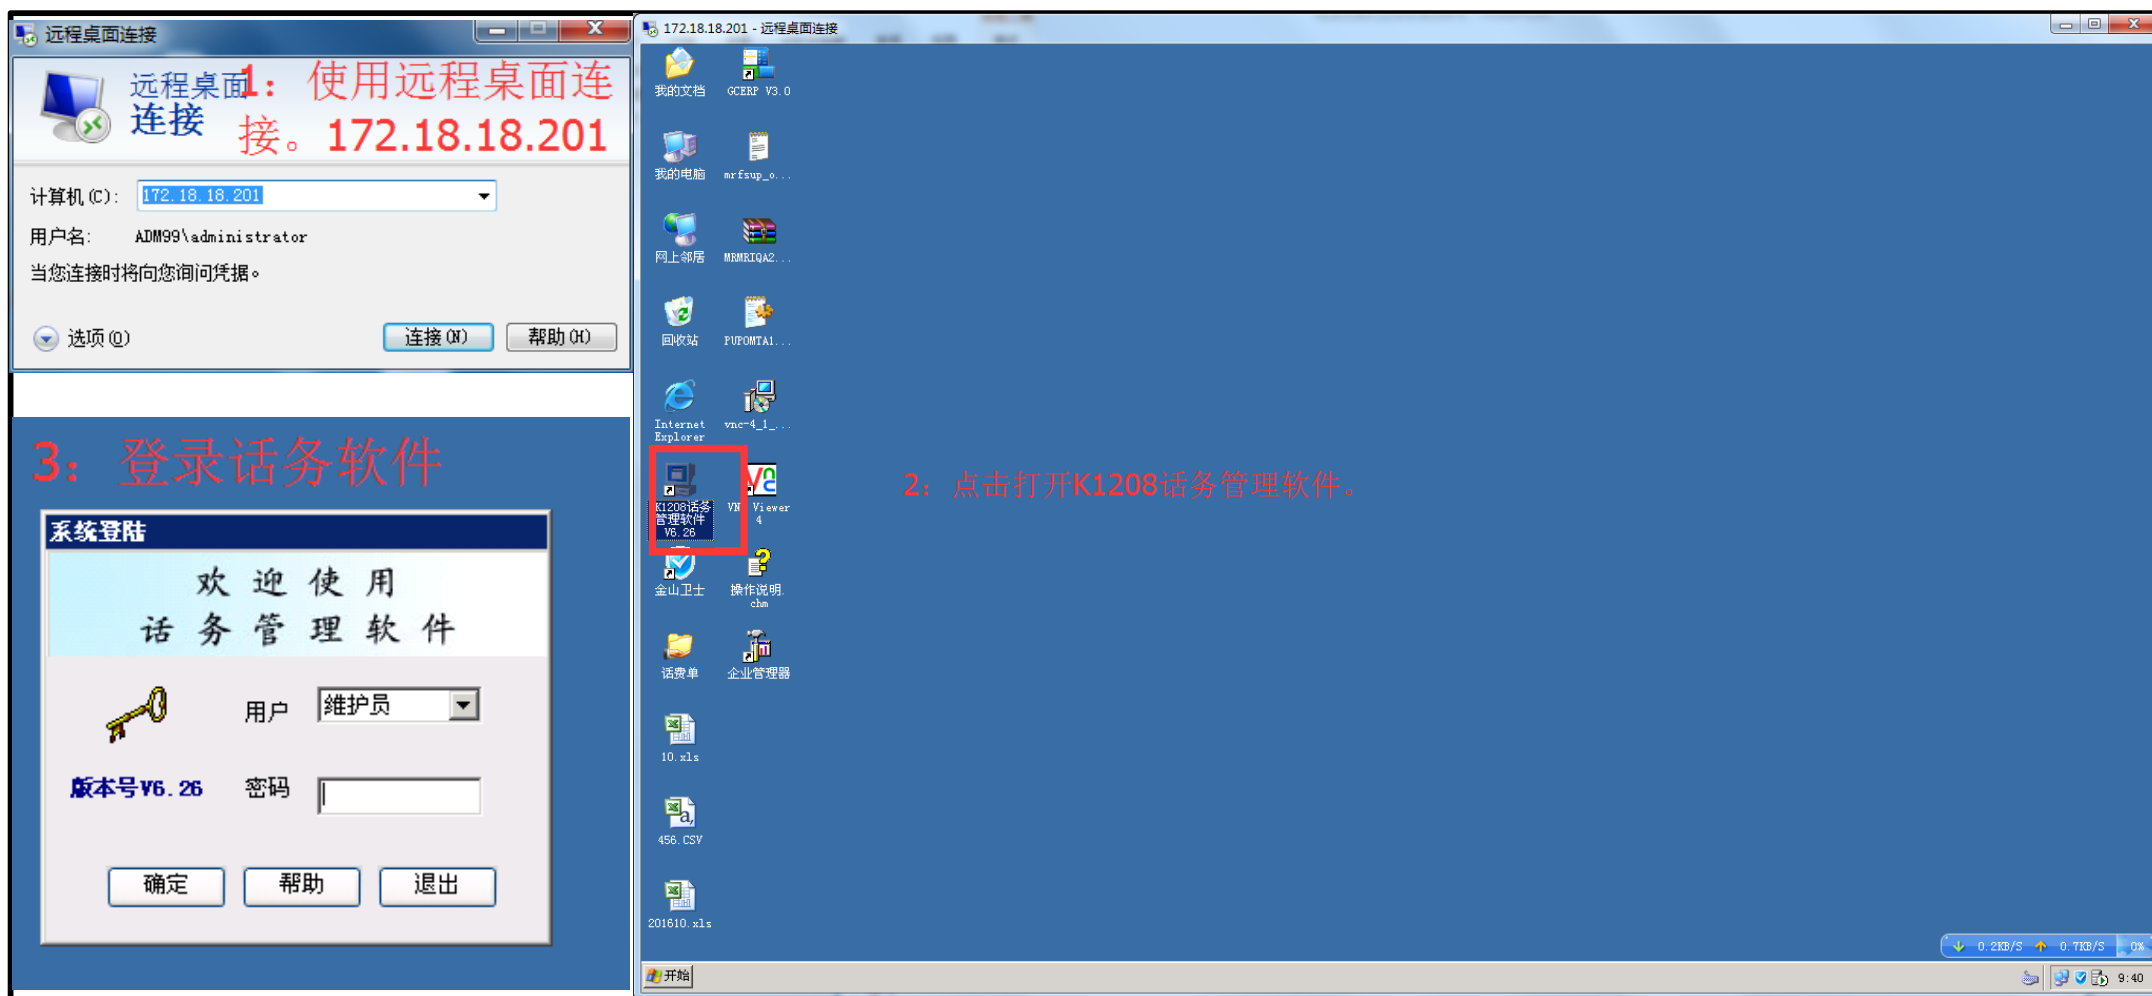 远程桌面连接
远程桌面
连接
1：使用远程桌面连
接。172.18.18.201
计算机(C):
172.18.18.201
用户名:
ADM99\administrator
当您连接时将向您询问凭据。
选项(O)
连接(N)
帮助(H)
3：登录话务软件
系统登陆
欢迎使用
话务管理软件
用户
维护员
版本号V6.26
密码
确定
帮助
退出
172.18.18.201 - 远程桌面连接
我的文档
GCERP V3.0
我的电脑
mrfsup_o...
网上邻居
MRMRIQA2...
回收站
PUPOMTA1...
Internet
Explorer
vnc-4_1_...
K1208话务
管理软件
V6.26
Viewer
4
2：点击打开K1208话务管理软件。
金山卫士
操作说明.
chm
话费单
企业管理器
10.xls
456.CSV
201610.xls
0.2KB/S
0.7KB/S
0%
开始
9:40